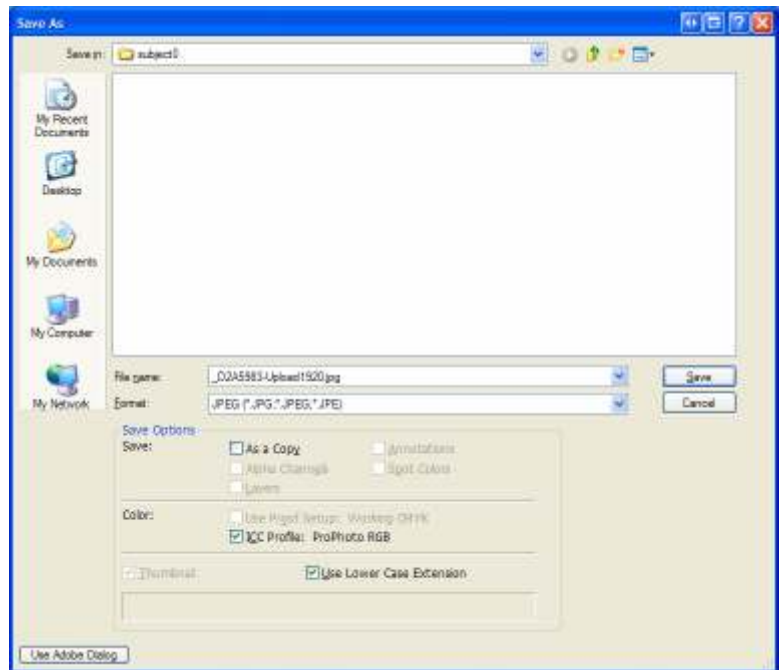 Save As
Save in: subject0
My Recent
Documents
Desktop
My Documents
My Computer
My Network
File name: _D2A5983-Upload1920.jpg
Save
Format: JPEG (*.JPG;*.JPEG;*.JPE)
Cancel
Save Options
Save: As a Copy Annotations
Alpha Channels Spot Colors
Layers
Color: Use Proof Setup: Working CMYK
ICC Profile: ProPhoto RGB
Thumbnail Use Lower Case Extension
Use Adobe Dialog